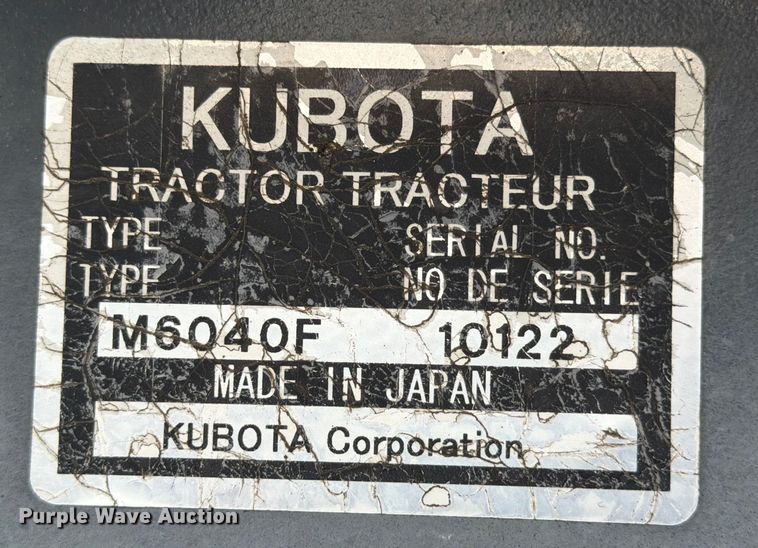 KUBOTA
TRACTOR TRACTEUR
TYPE SERIAL NO.
TYPE NO DE SERIE
M6040F 10122
MADE IN JAPAN
KUBOTA Corporation
Purple Wave Auction